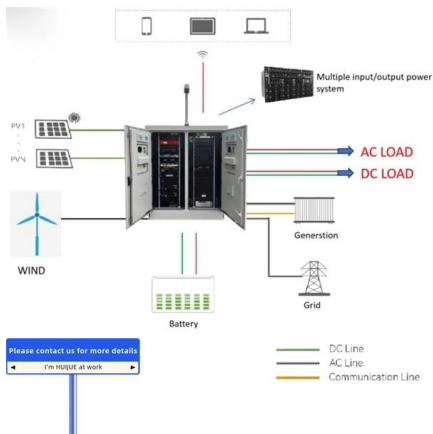 Multiple input/output power
system
PV1
PVN
AC LOAD
DC LOAD
Generstion
WIND
Grid
Battery
Please contact us for more details
I'm HUIJUE at work
DC Line
AC Line
Communication Line